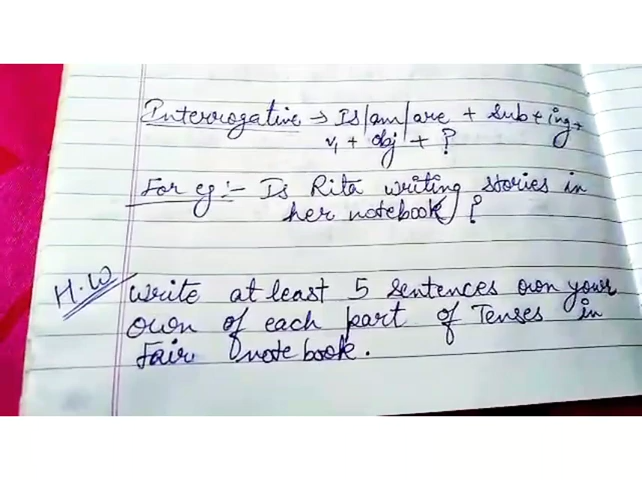 Interrogative → Is/am/are + sub + ing +
v1 + obj + ?
For eg :- Is Rita writing stories in
her notebook ?
H.W
Write at least 5 sentences own your
own of each part of Tenses in
fair notebook.